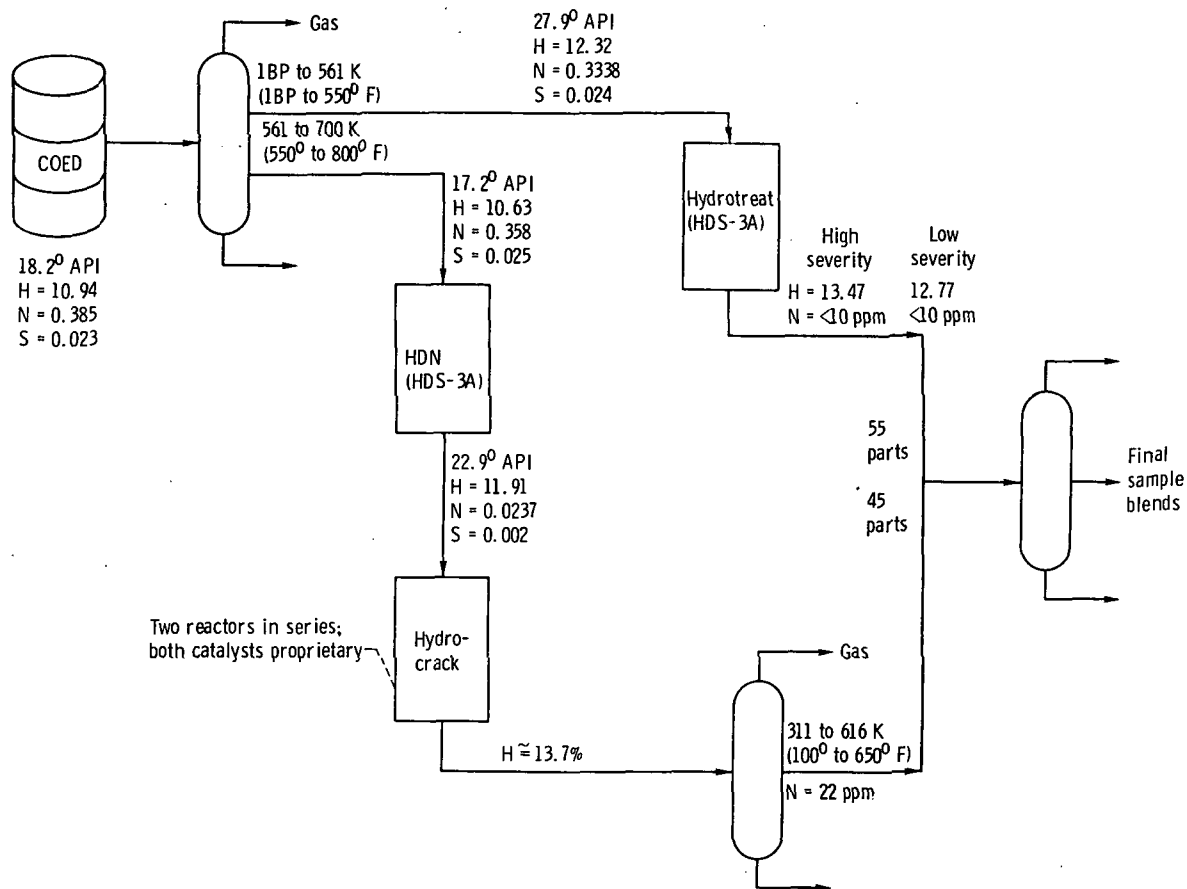 Gas
27.9° API
H = 12.32
N = 0.3338
S = 0.024
1BP to 561 K
(1BP to 550° F)
561 to 700 K
(550° to 800° F)
COED
18.2° API
H = 10.94
N = 0.385
S = 0.023
17.2° API
H = 10.63
N = 0.358
S = 0.025
Hydrotreat
(HDS-3A)
High
severity
H = 13.47
N = <10 ppm
Low
severity
12.77
<10 ppm
HDN
(HDS-3A)
22.9° API
H = 11.91
N = 0.0237
S = 0.002
55
parts
45
parts
Final
sample
blends
Two reactors in series;
both catalysts proprietary
Hydro-
crack
H ≅ 13.7%
Gas
311 to 616 K
(100° to 650° F)
N = 22 ppm